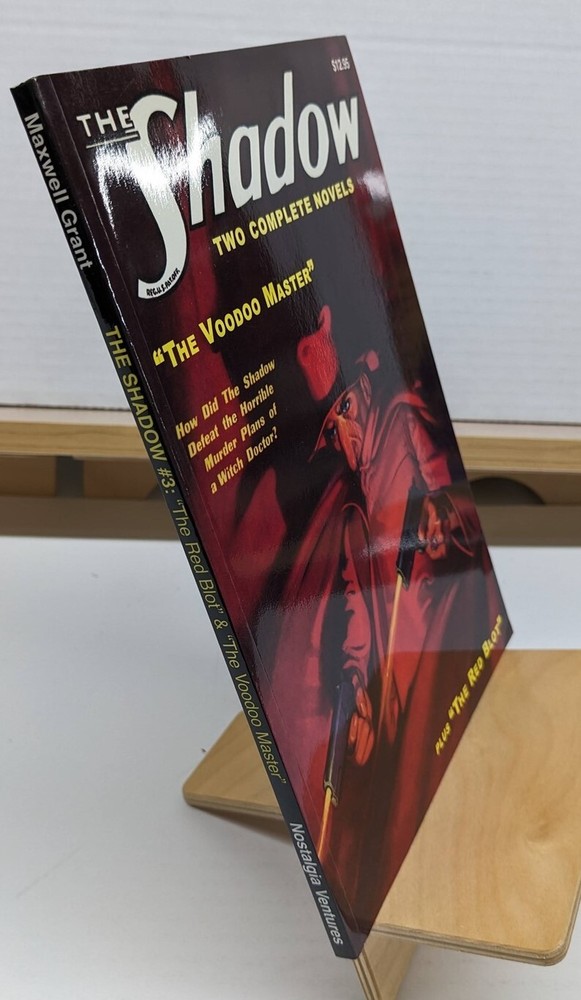 $12.95
THE Shadow
REG.U.S.PAT.OFF.
TWO COMPLETE NOVELS
"THE VOODOO MASTER"
How Did The Shadow
Defeat the Horrible
Murder Plans of
a Witch Doctor?
PLUS "THE RED BLOT"
Maxwell Grant THE SHADOW #3: "The Red Blot" & "The Voodoo Master" Nostalgia Ventures